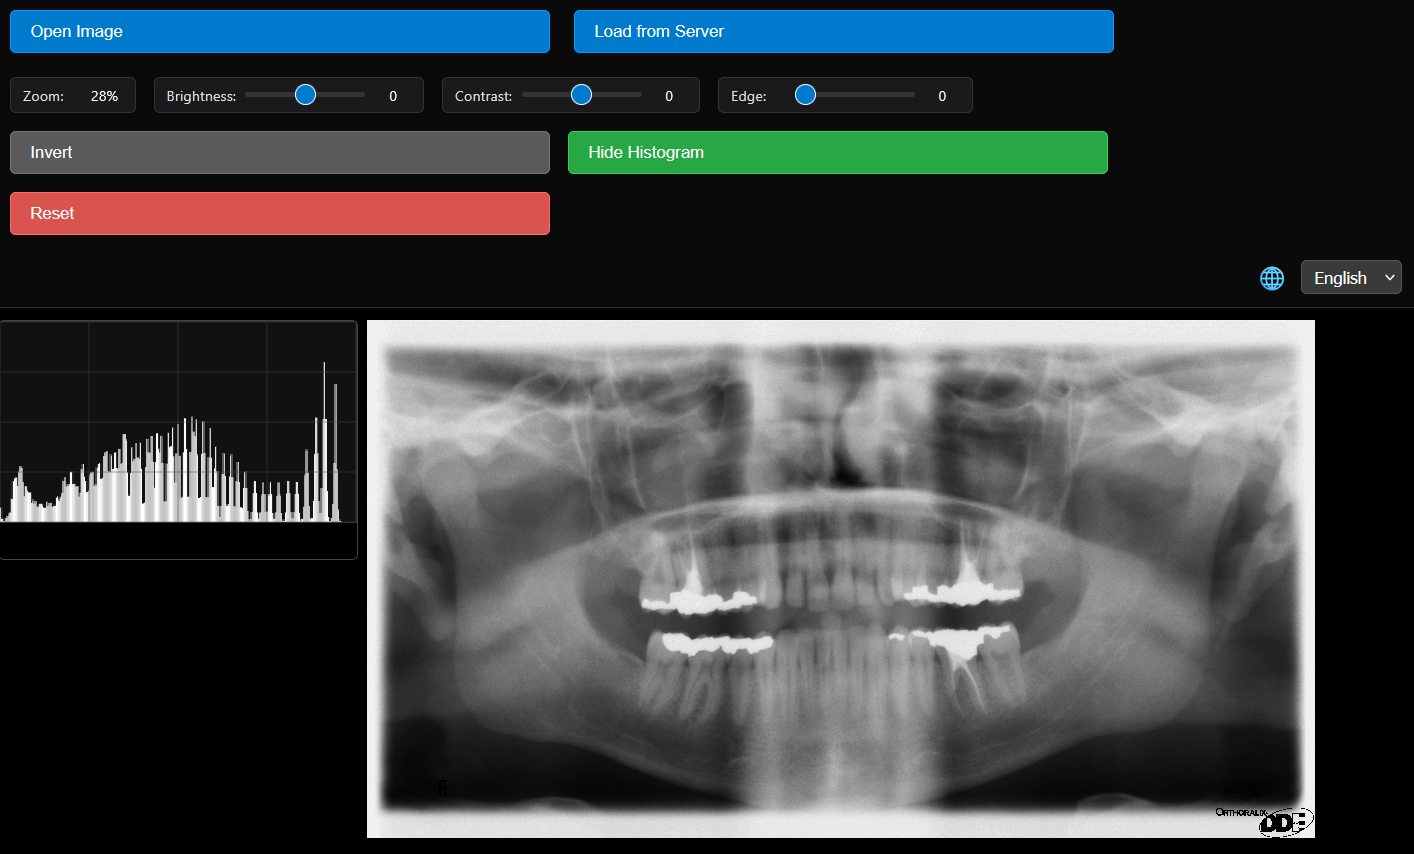 Open Image
Load from Server
Zoom: 28%
Brightness: 0
Contrast: 0
Edge: 0
Invert
Hide Histogram
Reset
English
R
L
ORTHORALIX
DDE